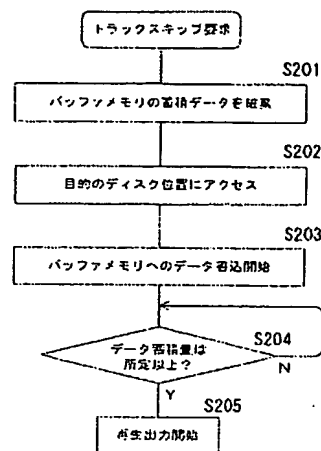 トラックスキップ要求
S201
バッファメモリの蓄積データを破棄
S202
目的のディスク位置にアクセス
S203
バッファメモリへのデータ書込開始
S204
データ蓄積量は
所定以上？
N
Y
S205
再生出力開始